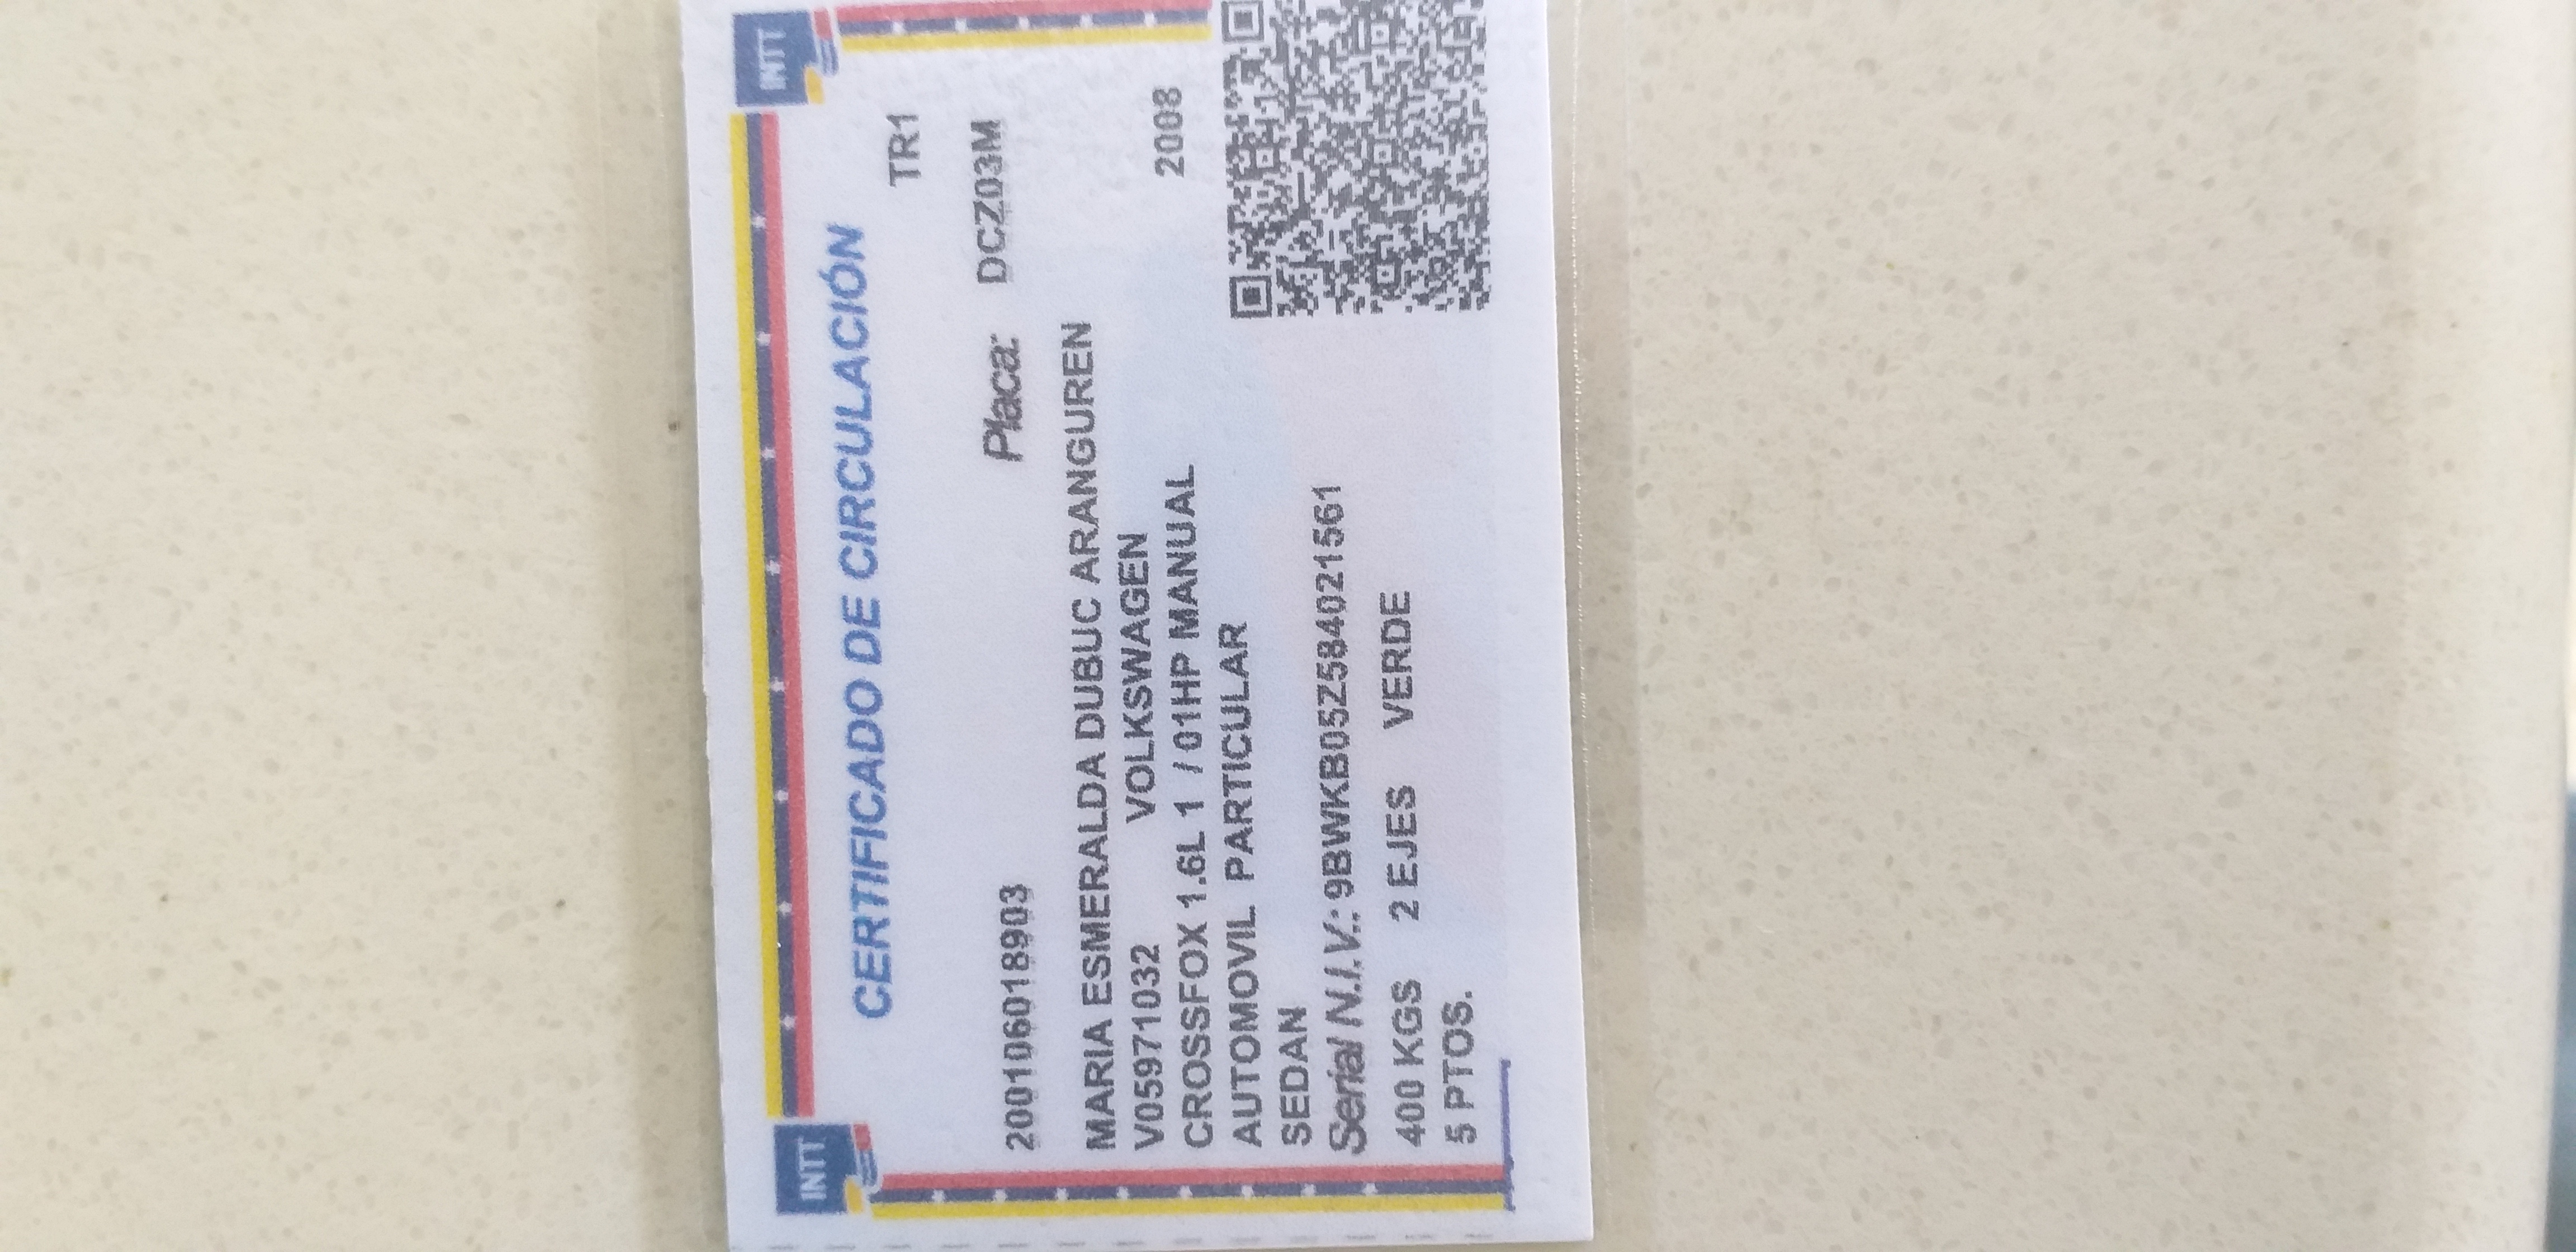 INTT INTT
CERTIFICADO DE CIRCULACIÓN
TR1
200106018903 Placa: DCZ03M
MARIA ESMERALDA DUBUC ARANGUREN
V05971032 VOLKSWAGEN
CROSSFOX 1.6L 1 / 01HP MANUAL 2008
AUTOMOVIL PARTICULAR
SEDAN
Serial N.I.V.: 9BWKB05Z584021561
400 KGS 2 EJES VERDE
5 PTOS.